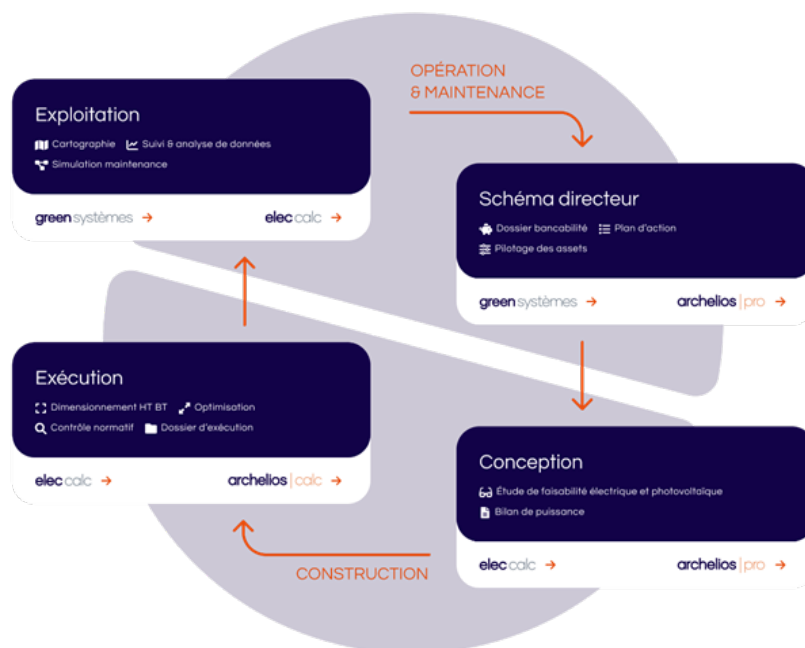 OPÉRATION
& MAINTENANCE
Exploitation
Cartographie Suivi & analyse de données
Simulation maintenance
green systèmes → elec calc →
Schéma directeur
Dossier bancabilité Plan d'action
Pilotage des assets
green systèmes → archelios | pro →
Exécution
Dimensionnement HT BT Optimisation
Contrôle normatif Dossier d'exécution
elec calc → archelios | calc →
Conception
Étude de faisabilité électrique et photovoltaïque
Bilan de puissance
elec calc → archelios | pro →
CONSTRUCTION